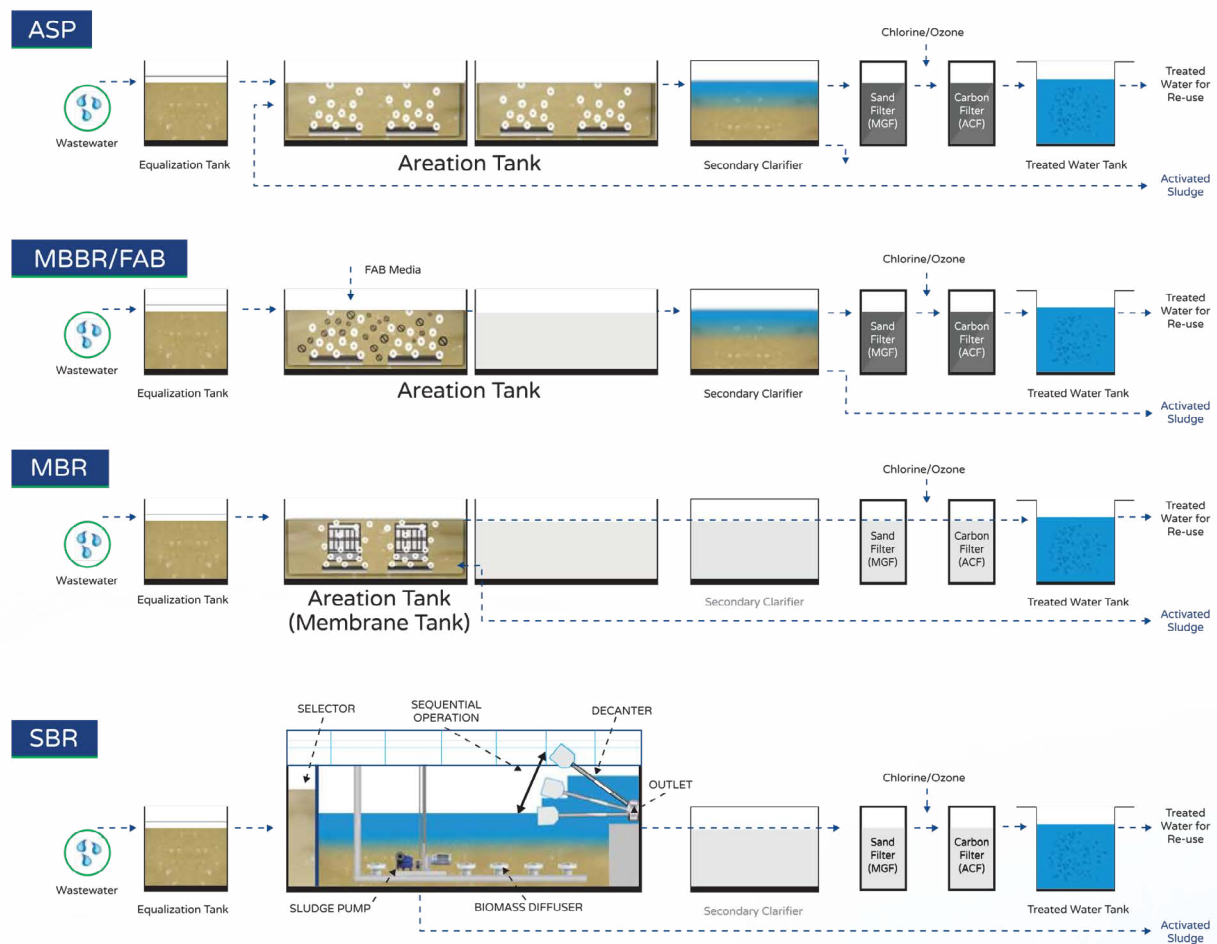 ASP
Chlorine/Ozone
Wastewater
Equalization Tank
Areation Tank
Secondary Clarifier
Sand
Filter
(MGF)
Carbon
Filter
(ACF)
Treated Water Tank
Treated
Water for
Re-use
Activated
Sludge
MBBR/FAB
FAB Media
Chlorine/Ozone
Wastewater
Equalization Tank
Areation Tank
Secondary Clarifier
Sand
Filter
(MGF)
Carbon
Filter
(ACF)
Treated Water Tank
Treated
Water for
Re-use
Activated
Sludge
MBR
Chlorine/Ozone
Wastewater
Equalization Tank
Areation Tank
(Membrane Tank)
Secondary Clarifier
Sand
Filter
(MGF)
Carbon
Filter
(ACF)
Treated Water Tank
Treated
Water for
Re-use
Activated
Sludge
SBR
SELECTOR
SEQUENTIAL
OPERATION
DECANTER
OUTLET
Chlorine/Ozone
Wastewater
Equalization Tank
SLUDGE PUMP
BIOMASS DIFFUSER
Secondary Clarifier
Sand
Filter
(MGF)
Carbon
Filter
(ACF)
Treated Water Tank
Treated
Water for
Re-use
Activated
Sludge